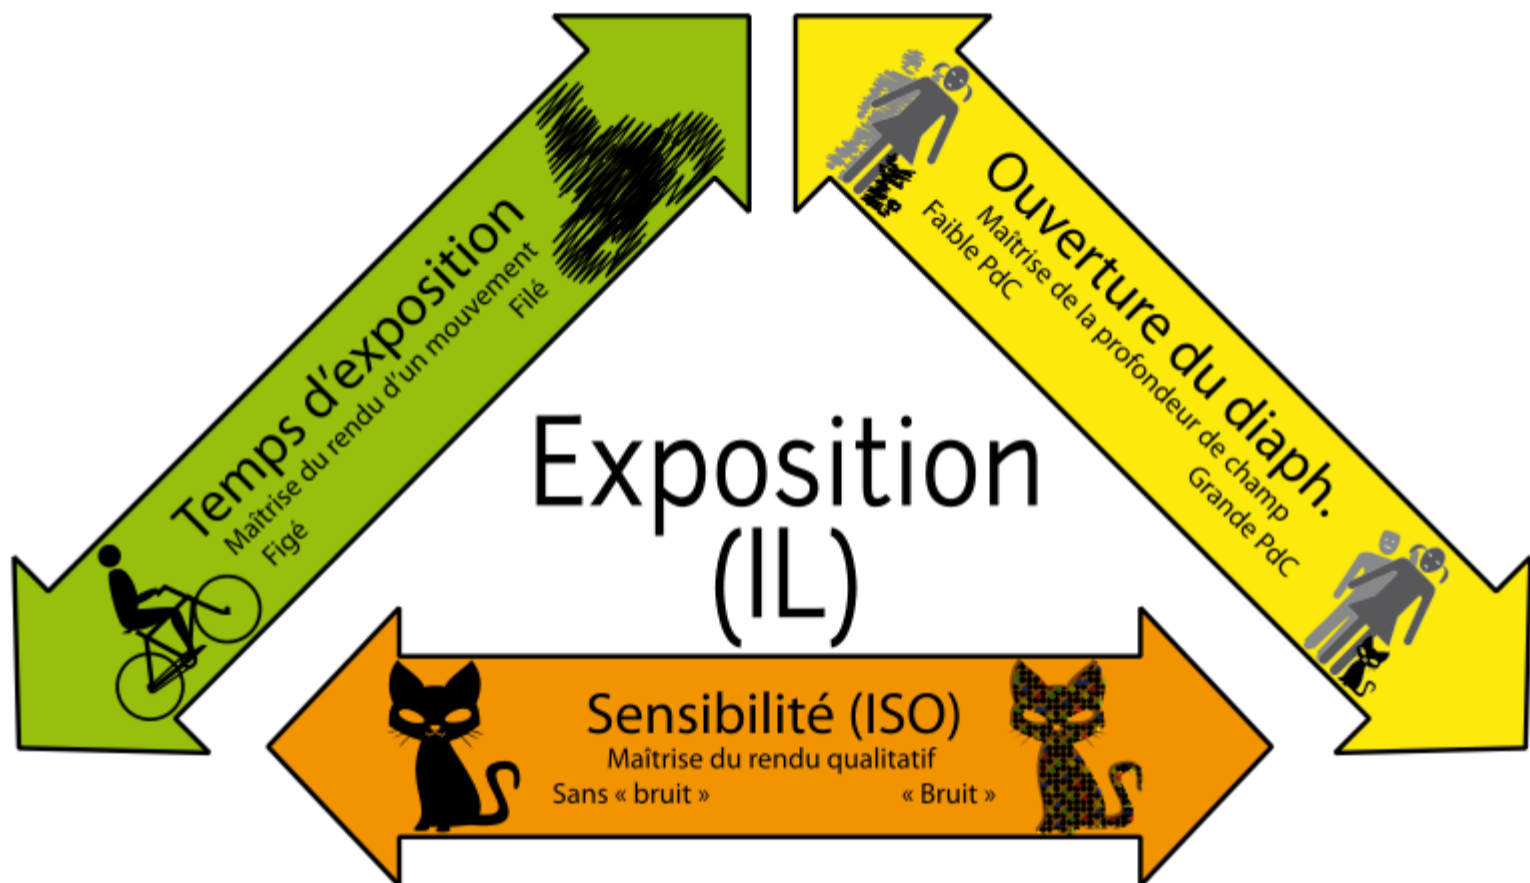 Temps d'exposition
Maîtrise du rendu d'un mouvement
Figé
Filé
Ouverture du diaph.
Maîtrise de la profondeur de champ
Faible PdC
Grande PdC
Exposition
(IL)
Sensibilité (ISO)
Maîtrise du rendu qualitatif
Sans « bruit »
« Bruit »